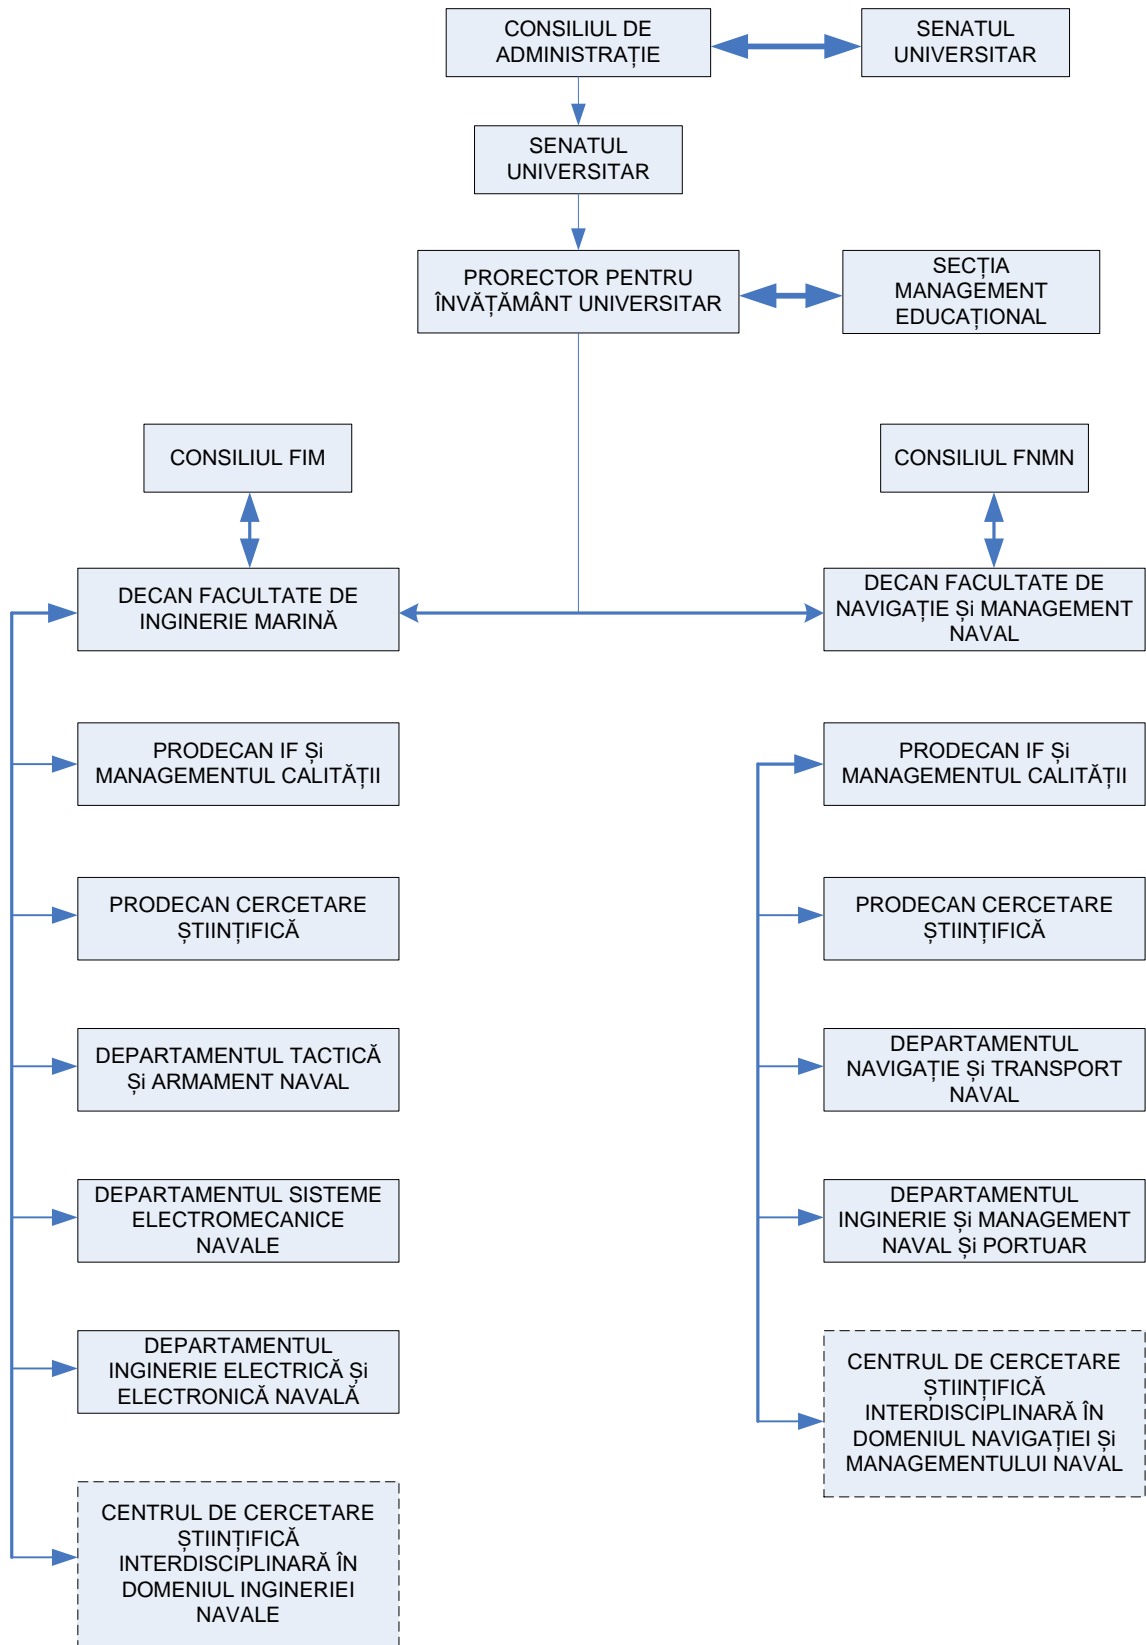 CONSILIUL DE
ADMINISTRAȚIE
SENATUL
UNIVERSITAR
SENATUL
UNIVERSITAR
PRORECTOR PENTRU
ÎNVĂȚĂMÂNT UNIVERSITAR
SECȚIA
MANAGEMENT
EDUCAȚIONAL
CONSILIUL FIM
CONSILIUL FNMN
DECAN FACULTATE DE
INGINERIE MARINĂ
DECAN FACULTATE DE
NAVIGAȚIE Și MANAGEMENT
NAVAL
PRODECAN IF Și
MANAGEMENTUL CALITĂȚII
PRODECAN IF Și
MANAGEMENTUL CALITĂȚII
PRODECAN CERCETARE
ȘTIINȚIFICĂ
PRODECAN CERCETARE
ȘTIINȚIFICĂ
DEPARTAMENTUL TACTICĂ
Și ARMAMENT NAVAL
DEPARTAMENTUL
NAVIGAȚIE Și TRANSPORT
NAVAL
DEPARTAMENTUL SISTEME
ELECTROMECANICE
NAVALE
DEPARTAMENTUL
INGINERIE Și MANAGEMENT
NAVAL Și PORTUAR
DEPARTAMENTUL
INGINERIE ELECTRICĂ Și
ELECTRONICĂ NAVALĂ
CENTRUL DE CERCETARE
ȘTIINȚIFICĂ
INTERDISCIPLINARĂ ÎN
DOMENIUL NAVIGAȚIEI Și
MANAGEMENTULUI NAVAL
CENTRUL DE CERCETARE
ȘTIINȚIFICĂ
INTERDISCIPLINARĂ ÎN
DOMENIUL INGINERIEI
NAVALE